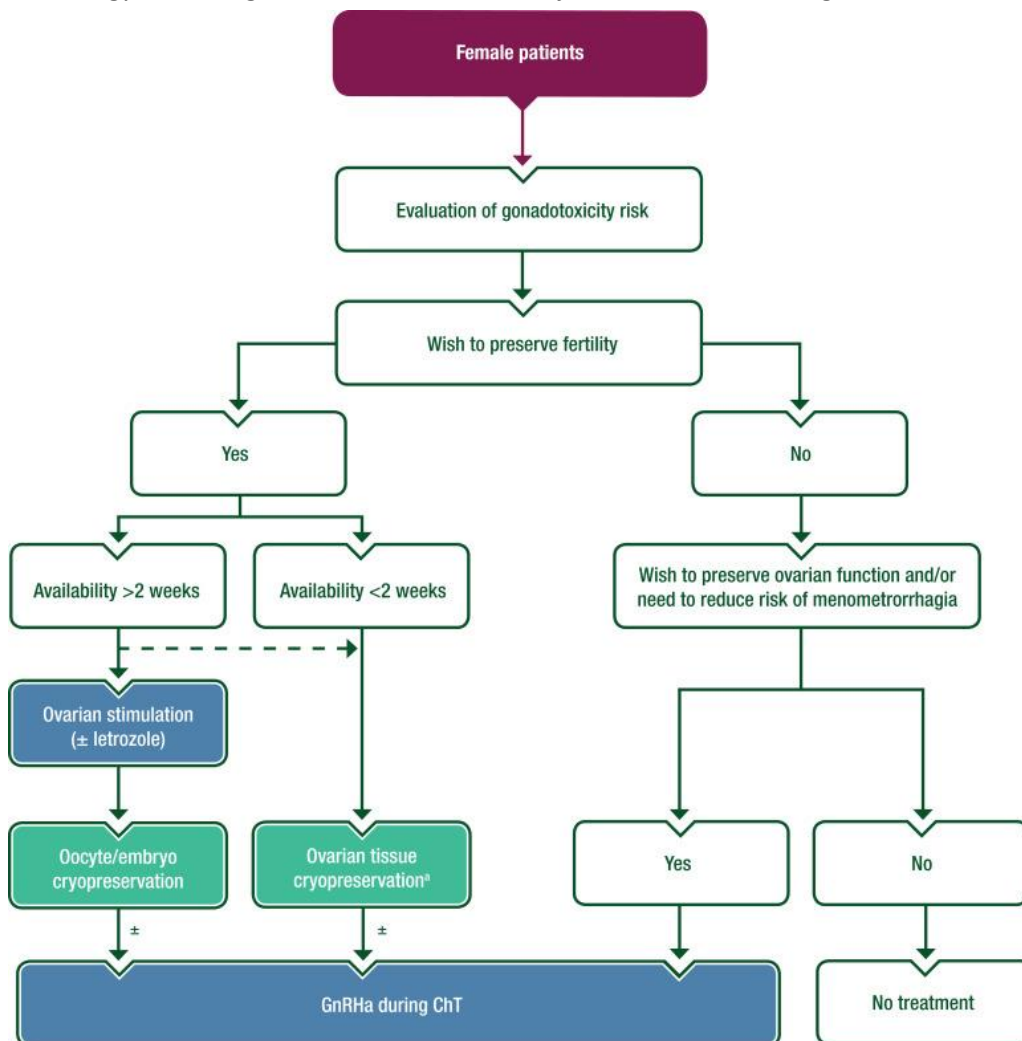 Female patients
Evaluation of gonadotoxicity risk
Wish to preserve fertility
Yes
No
Availability >2 weeks
Availability <2 weeks
Wish to preserve ovarian function and/or
need to reduce risk of menometrorrhagia
Ovarian stimulation
(± letrozole)
Oocyte/embryo
cryopreservation
Ovarian tissue
cryopreservationᵃ
Yes
No
±
±
GnRHa during ChT
No treatment